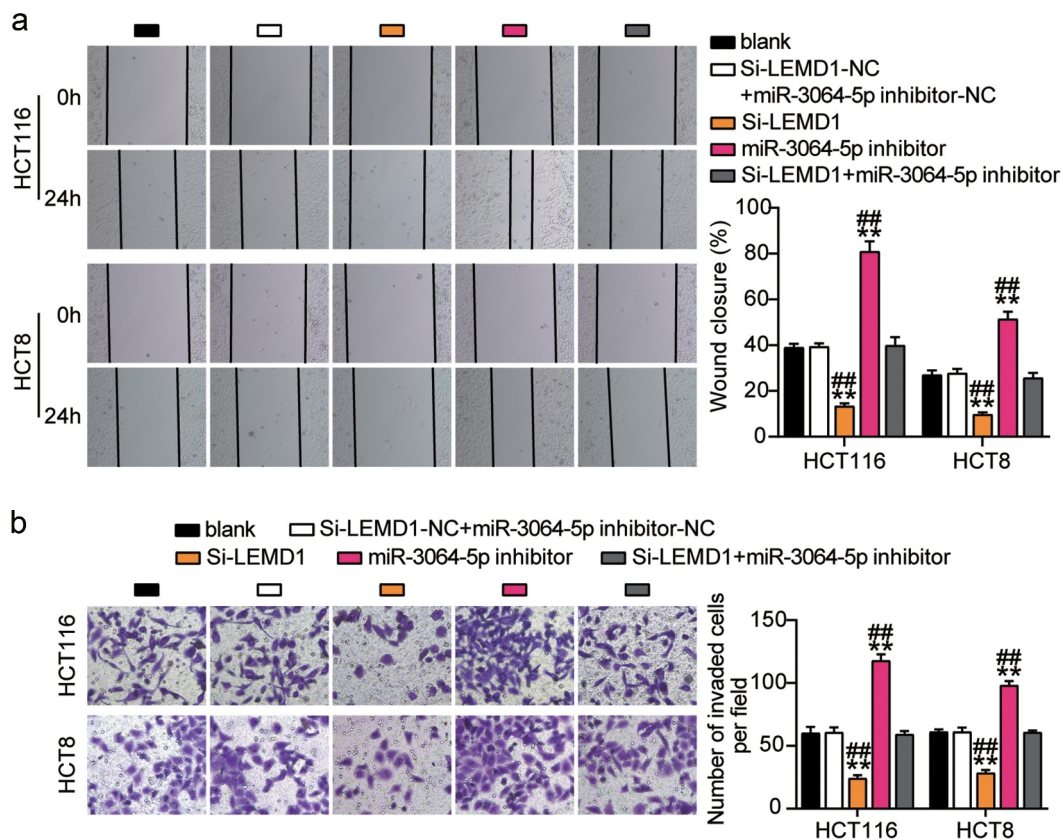 a
blank
Si-LEMD1-NC
+miR-3064-5p inhibitor-NC
Si-LEMD1
miR-3064-5p inhibitor
Si-LEMD1+miR-3064-5p inhibitor
HCT116
0h
24h
HCT8
0h
24h
Wound closure (%)
100
80
60
40
20
0
##
**
##
**
##
**
##
**
HCT116
HCT8
b
blank
Si-LEMD1-NC+miR-3064-5p inhibitor-NC
Si-LEMD1
miR-3064-5p inhibitor
Si-LEMD1+miR-3064-5p inhibitor
HCT116
HCT8
Number of invaded cells
per field
150
100
50
0
##
**
##
**
##
**
##
**
HCT116
HCT8